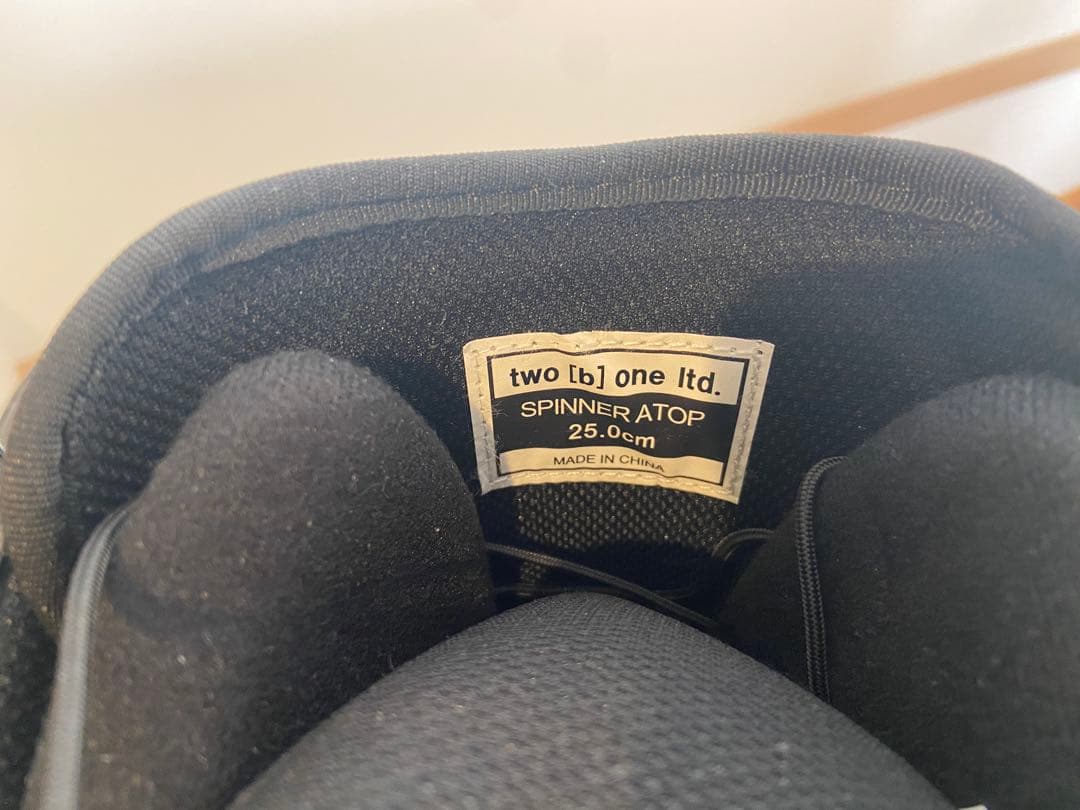 two [b] one ltd.
SPINNER ATOP
25.0cm
MADE IN CHINA